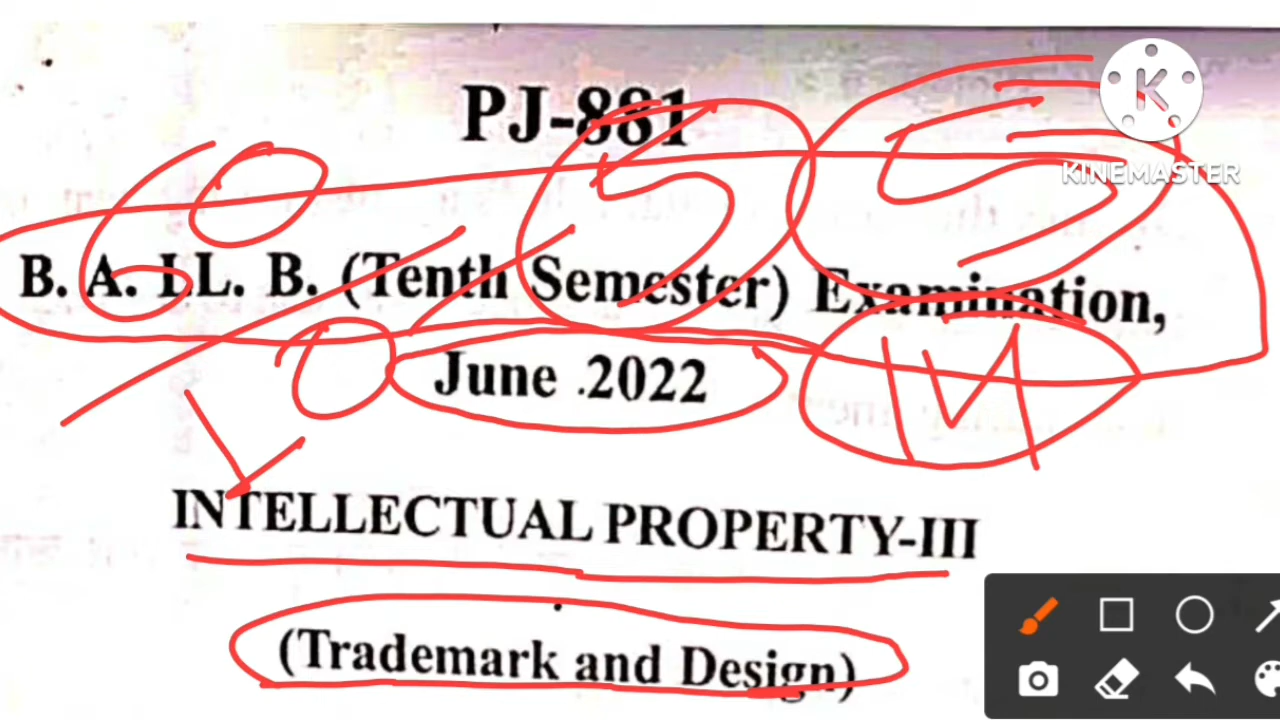 PJ-881
KINEMASTER
B. A. LL. B. (Tenth Semester) Examination,
June 2022
INTELLECTUAL PROPERTY-III
(Trademark and Design)